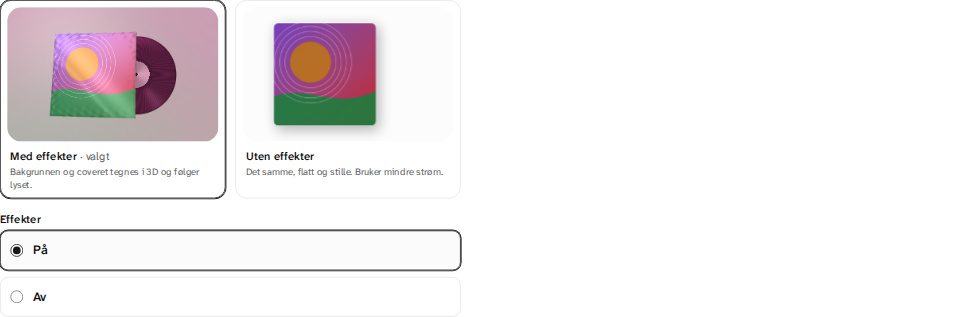 Med effekter · valgt
Bakgrunnen og coveret tegnes i 3D og følger
lyset.
Uten effekter
Det samme, flatt og stille. Bruker mindre strøm.
Effekter
På
Av